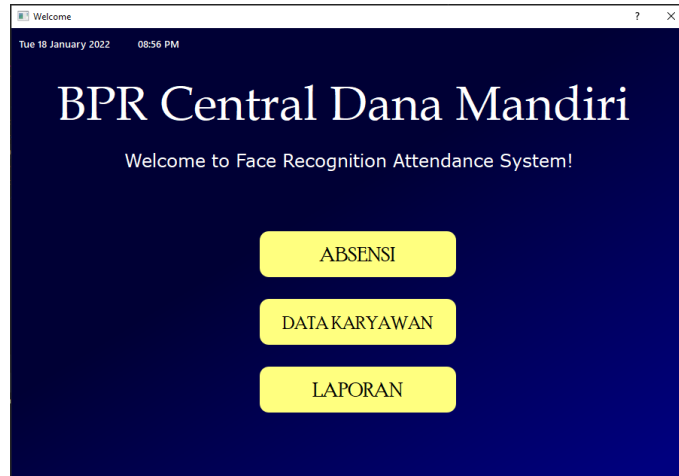 Welcome
Tue 18 January 2022 08:56 PM
BPR Central Dana Mandiri
Welcome to Face Recognition Attendance System!
ABSENSI
DATA KARYAWAN
LAPORAN